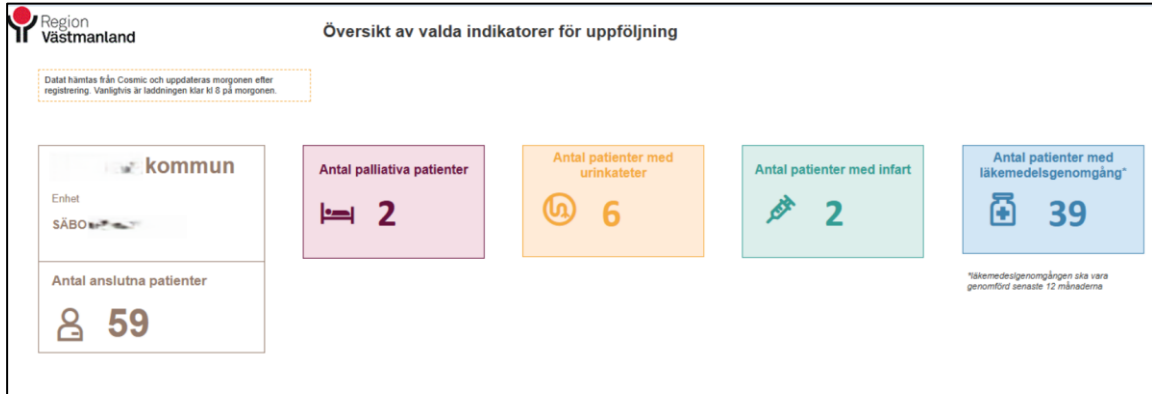 Region
Västmanland
Översikt av valda indikatorer för uppföljning
Datat hämtas från Cosmic och uppdateras morgonen efter
registrering. Vanligtvis är laddningen klar kl 8 på morgonen.
kommun
Enhet
SÄBO
Antal anslutna patienter
59
Antal palliativa patienter
2
Antal patienter med
urinkateter
6
Antal patienter med infart
2
Antal patienter med
läkemedelsgenomgång*
39
*läkemedeslgenomgången ska vara
genomförd senaste 12 månaderna